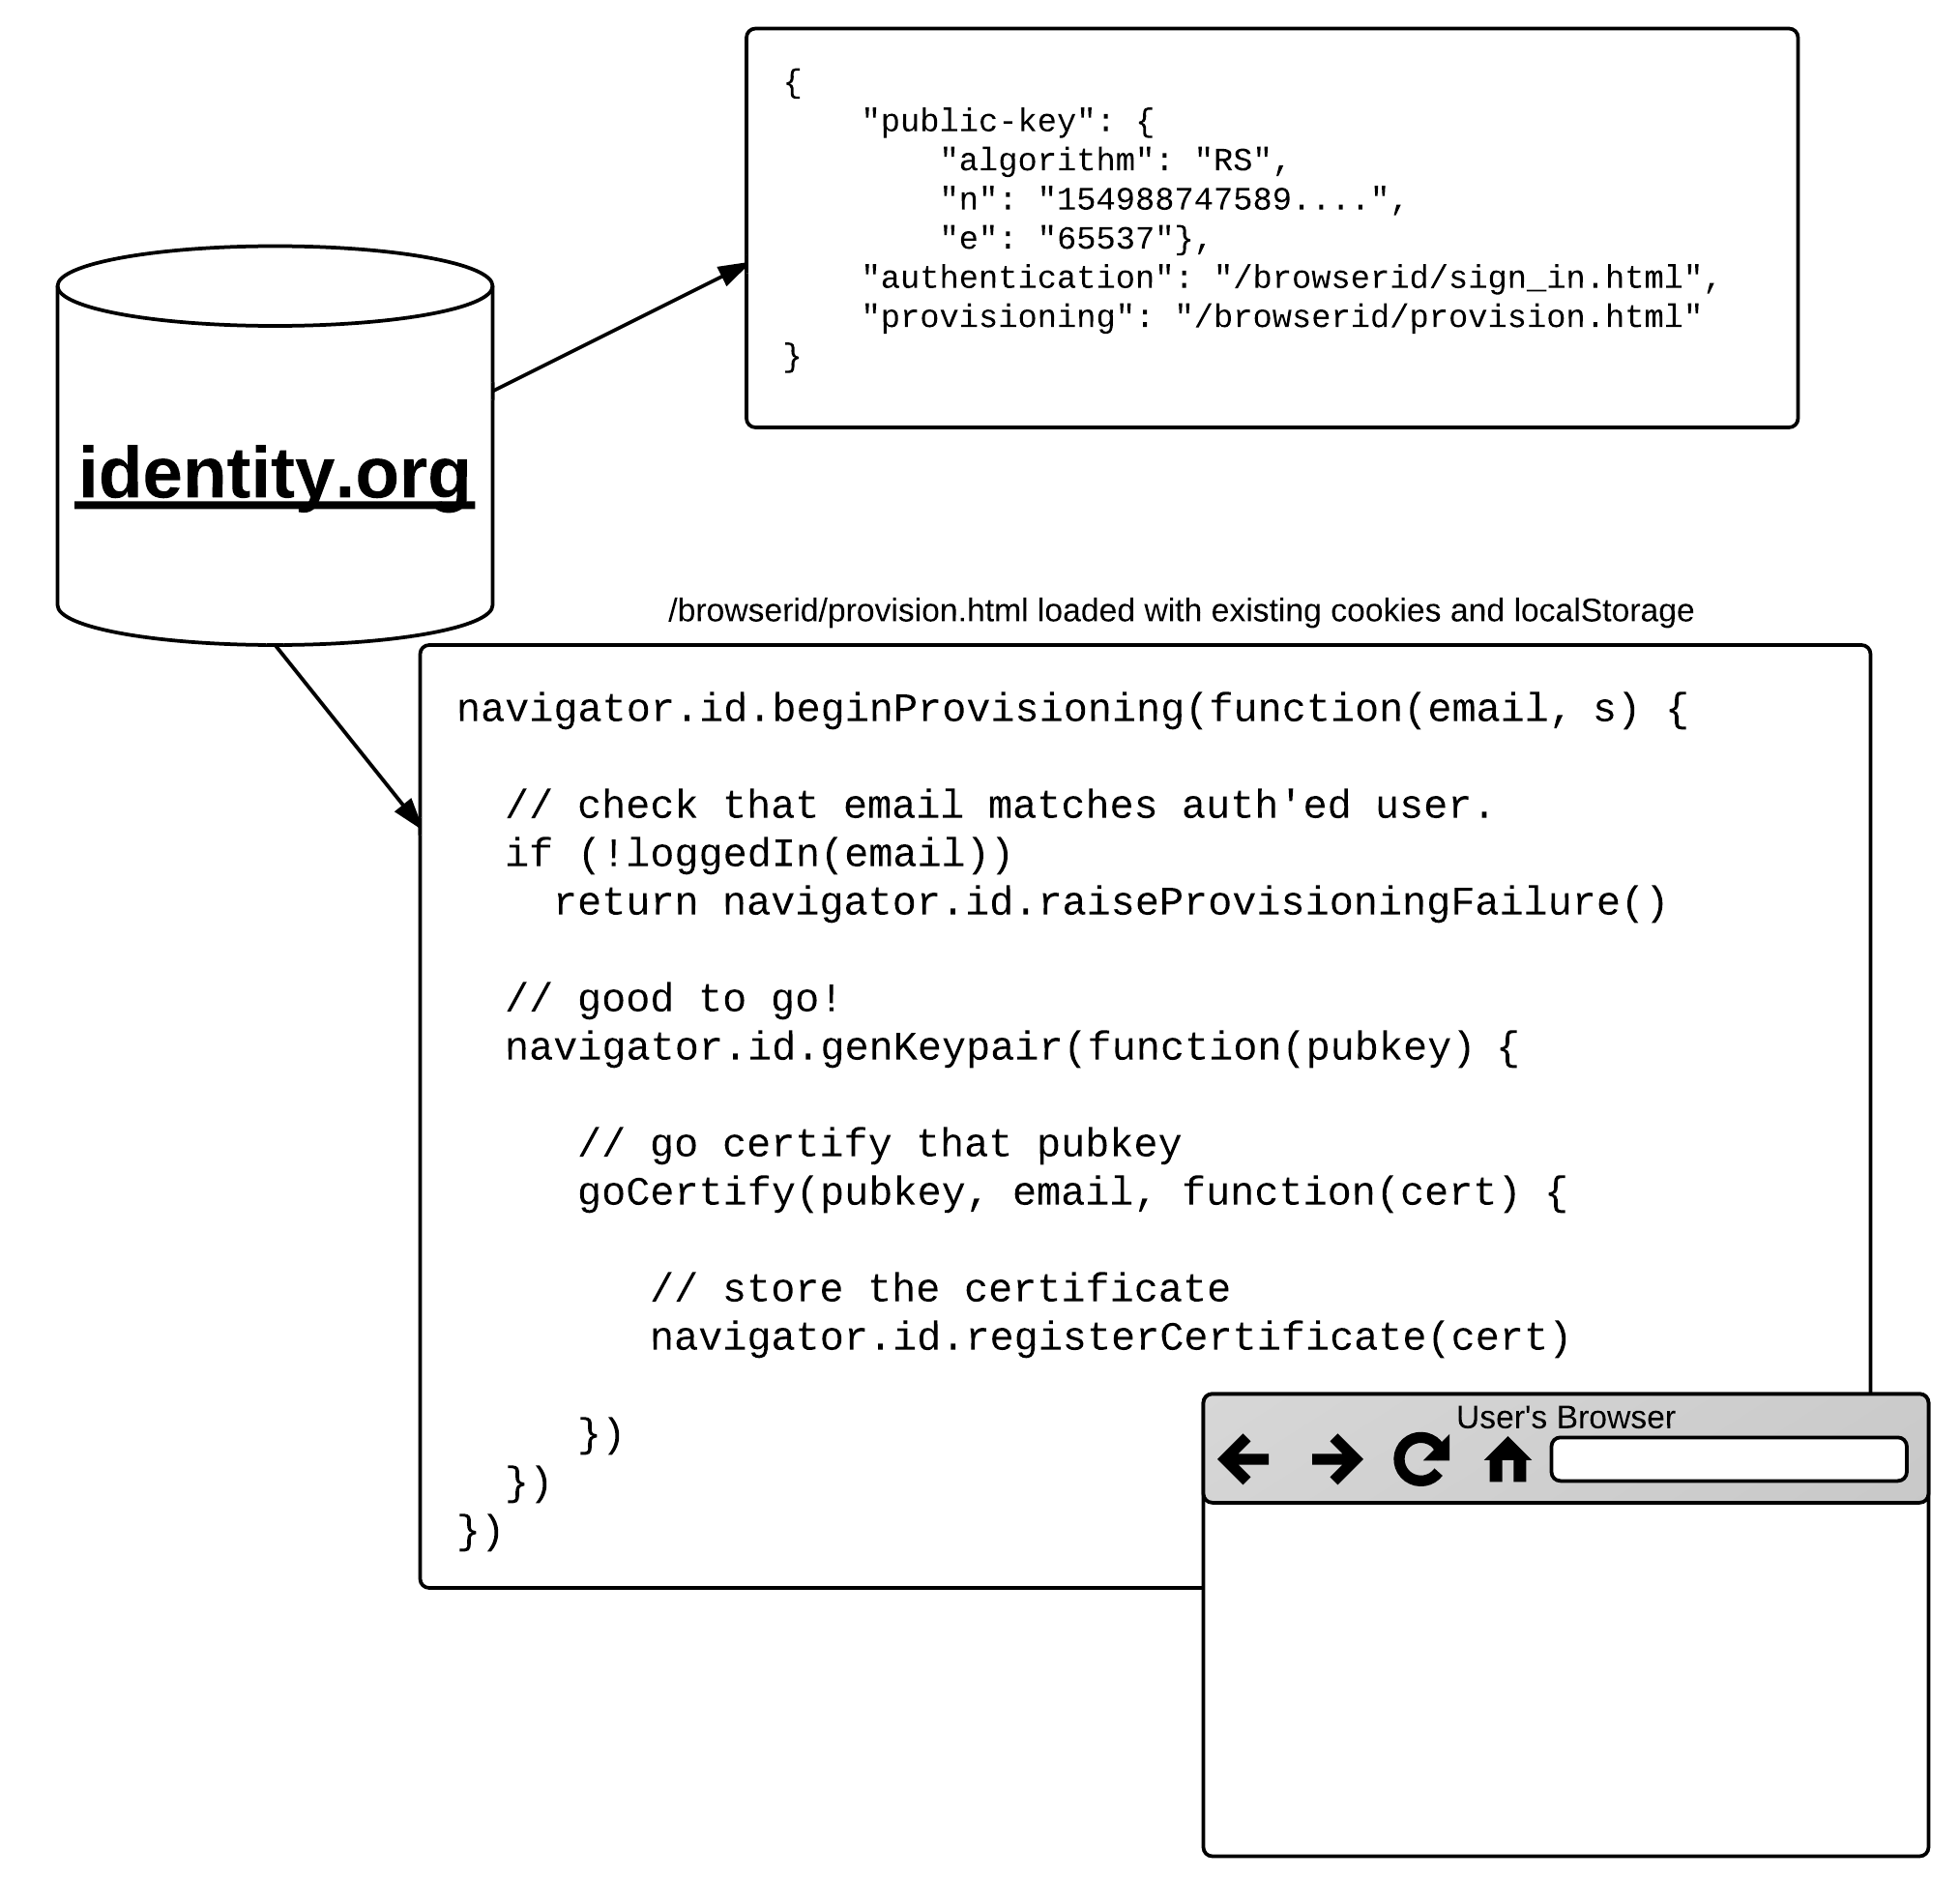 {
    "public-key": {
        "algorithm": "RS",
        "n": "154988747589....",
        "e": "65537"},
    "authentication": "/browserid/sign_in.html",
    "provisioning": "/browserid/provision.html"
}
identity.org
/browserid/provision.html loaded with existing cookies and localStorage
navigator.id.beginProvisioning(function(email, s) {
  // check that email matches auth'ed user.
  if (!loggedIn(email))
    return navigator.id.raiseProvisioningFailure()
  // good to go!
  navigator.id.genKeypair(function(pubkey) {
     // go certify that pubkey
     goCertify(pubkey, email, function(cert) {
        // store the certificate
        navigator.id.registerCertificate(cert)
     })
  })
})
User's Browser